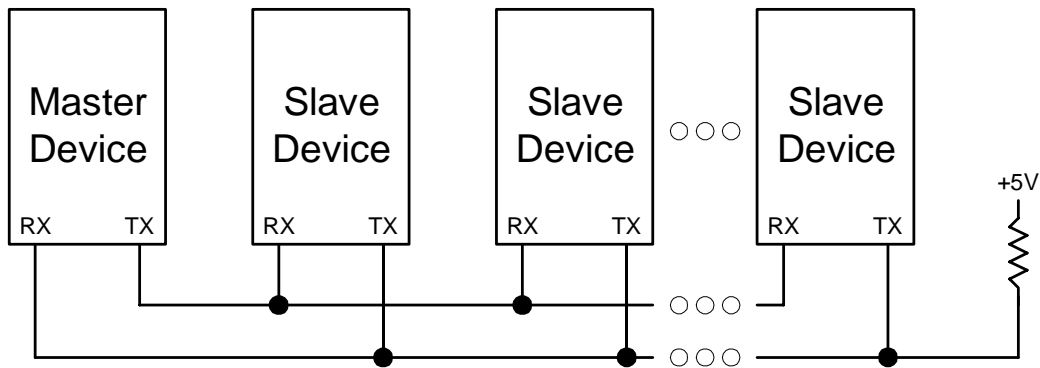 Master
Device
Slave
Device
Slave
Device
Slave
Device
+5V
RX TX
RX TX
RX TX
RX TX